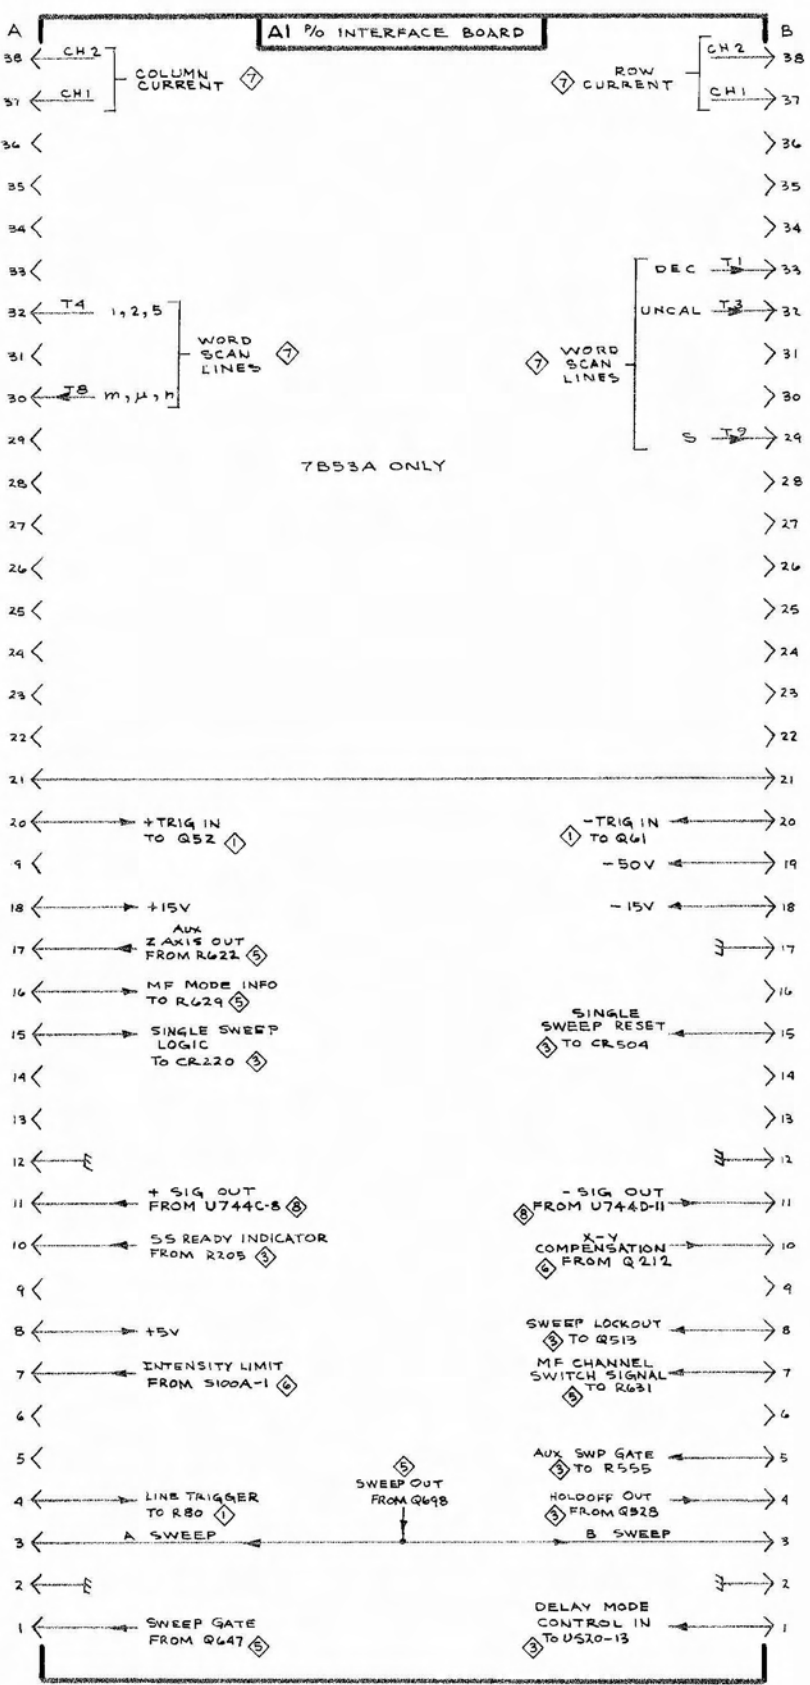 A
A1 P/O INTERFACE BOARD
B
38 CH 2
COLUMN
CURRENT 7
ROW
7 CURRENT
CH 2 38
37 CH1
CH1 37
36
36
35
35
34
34
33
DEC T1 33
32 T4 1, 2, 5
UNCAL T3 32
WORD
SCAN
LINES 7
7 WORD
SCAN
LINES
31
31
30 T8 m, μ, n
30
29
S T9 29
7B53A ONLY
28
28
27
27
26
26
25
25
24
24
23
23
22
22
21
21
20 +TRIG IN
TO Q52 1
-TRIG IN 20
1 TO Q61
9
-50V 19
18 +15V
-15V 18
AUX
17 Z AXIS OUT
FROM R622 5
17
16 MF MODE INFO
TO R629 5
16
15 SINGLE SWEEP
LOGIC
TO CR220 3
SINGLE
SWEEP RESET 15
3 TO CR504
14
14
13
13
12
12
11 + SIG OUT
FROM U744C-8 8
- SIG OUT 11
8 FROM U744D-11
10 SS READY INDICATOR
FROM R205 3
X-Y
COMPENSATION 10
6 FROM Q212
9
9
8 +5V
SWEEP LOCKOUT 8
3 TO Q513
7 INTENSITY LIMIT
FROM S100A-1 6
MF CHANNEL
SWITCH SIGNAL 7
5 TO R631
6
6
5
AUX SWP GATE 5
3 TO R555
5
SWEEP OUT
FROM Q698
4 LINE TRIGGER
TO R80 1
HOLDOFF OUT 4
3 FROM Q528
3 A SWEEP
B SWEEP 3
2
2
1 SWEEP GATE
FROM Q647 5
DELAY MODE
CONTROL IN 1
3 TO U520-13